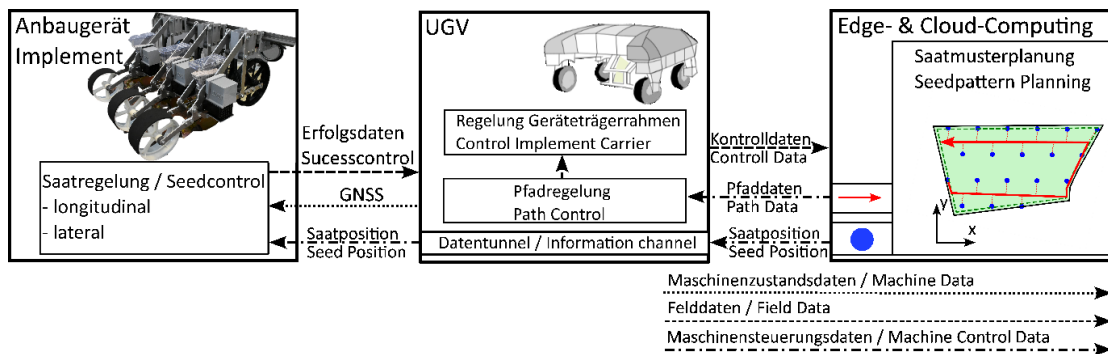 Anbaugerät
Implement
Saatregelung / Seedcontrol
- longitudinal
- lateral
Erfolgsdaten
Sucesscontrol
GNSS
Saatposition
Seed Position
UGV
Regelung Geräteträgerrahmen
Control Implement Carrier
Pfadregelung
Path Control
Datentunnel / Information channel
Kontrolldaten
Controll Data
Pfaddaten
Path Data
Saatposition
Seed Position
Edge- & Cloud-Computing
Saatmusterplanung
Seedpattern Planning
y
x
Maschinenzustandsdaten / Machine Data
Felddaten / Field Data
Maschinensteuerungsdaten / Machine Control Data